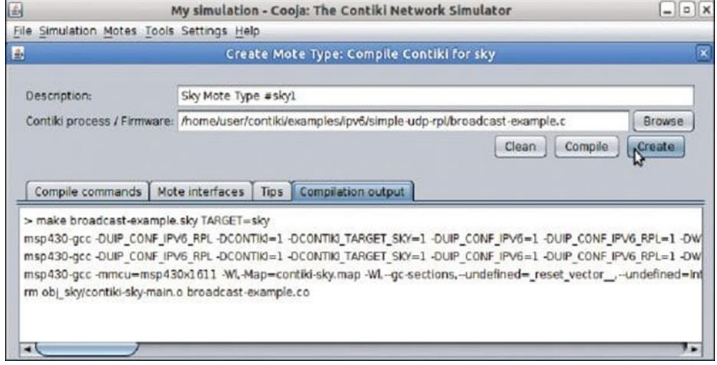 My simulation - Cooja: The Contiki Network Simulator
File Simulation Motes Tools Settings Help
Create Mote Type: Compile Contiki for sky
Description: Sky Mote Type #sky1
Contiki process / Firmware: /home/user/contiki/examples/ipv6/simple-udp-rpl/broadcast-example.c Browse
Clean Compile Create
Compile commands Mote interfaces Tips Compilation output
> make broadcast-example.sky TARGET=sky
msp430-gcc -DUIP_CONF_IPV6_RPL -DCONTIKI=1 -DCONTIKI_TARGET_SKY=1 -DUIP_CONF_IPV6=1 -DUIP_CONF_IPV6_RPL=1 -DW
msp430-gcc -DUIP_CONF_IPV6_RPL -DCONTIKI=1 -DCONTIKI_TARGET_SKY=1 -DUIP_CONF_IPV6=1 -DUIP_CONF_IPV6_RPL=1 -DW
msp430-gcc -mmcu=msp430x1611 -Wl,-Map=contiki-sky.map -Wl,--gc-sections,--undefined=_reset_vector__,--undefined=Int
rm obj_sky/contiki-sky-main.o broadcast-example.co